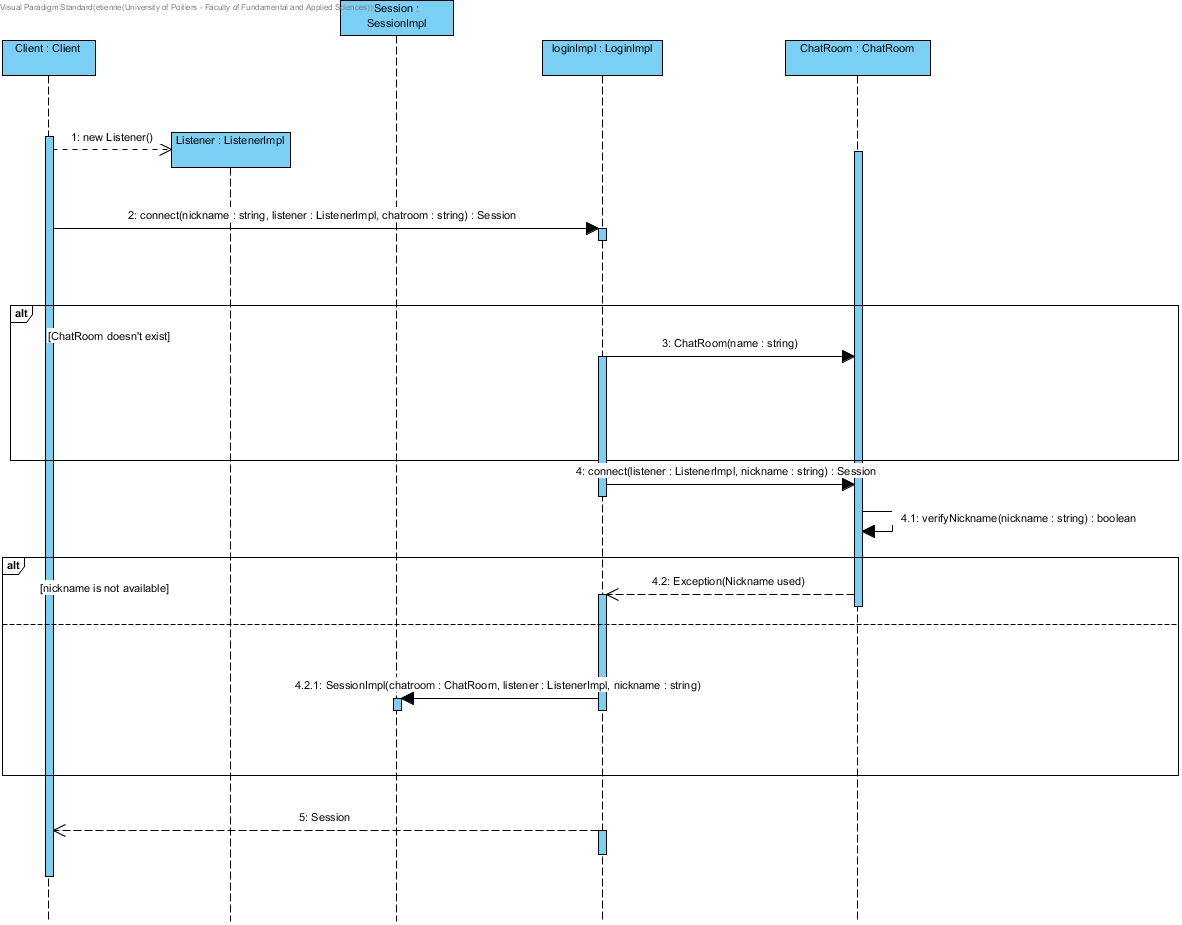 Visual Paradigm Standard(etienne(University of Poitiers - Faculty of Fundamental and Applied Sciences))
Session :
SessionImpl
Client : Client
loginImpl : LoginImpl
ChatRoom : ChatRoom
1: new Listener()
Listener : ListenerImpl
2: connect(nickname : string, listener : ListenerImpl, chatroom : string) : Session
alt
[ChatRoom doesn't exist]
3: ChatRoom(name : string)
4: connect(listener : ListenerImpl, nickname : string) : Session
4.1: verifyNickname(nickname : string) : boolean
alt
[nickname is not available]
4.2: Exception(Nickname used)
4.2.1: SessionImpl(chatroom : ChatRoom, listener : ListenerImpl, nickname : string)
5: Session